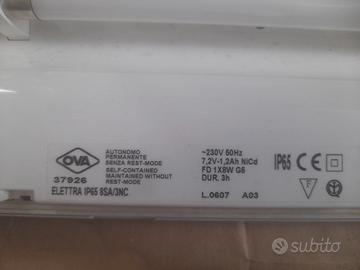 OVA
37926
AUTONOMO
PERMANENTE
SENZA REST-MODE
SELF-CONTAINED
MAINTAINED WITHOUT
REST-MODE
ELETTRA IP65 8SA/3NC
~230V 50Hz
7,2V-1,2Ah NiCd
FD 1X8W G5
DUR. 3h
L.0607 A03
IP65 CE
F
subito